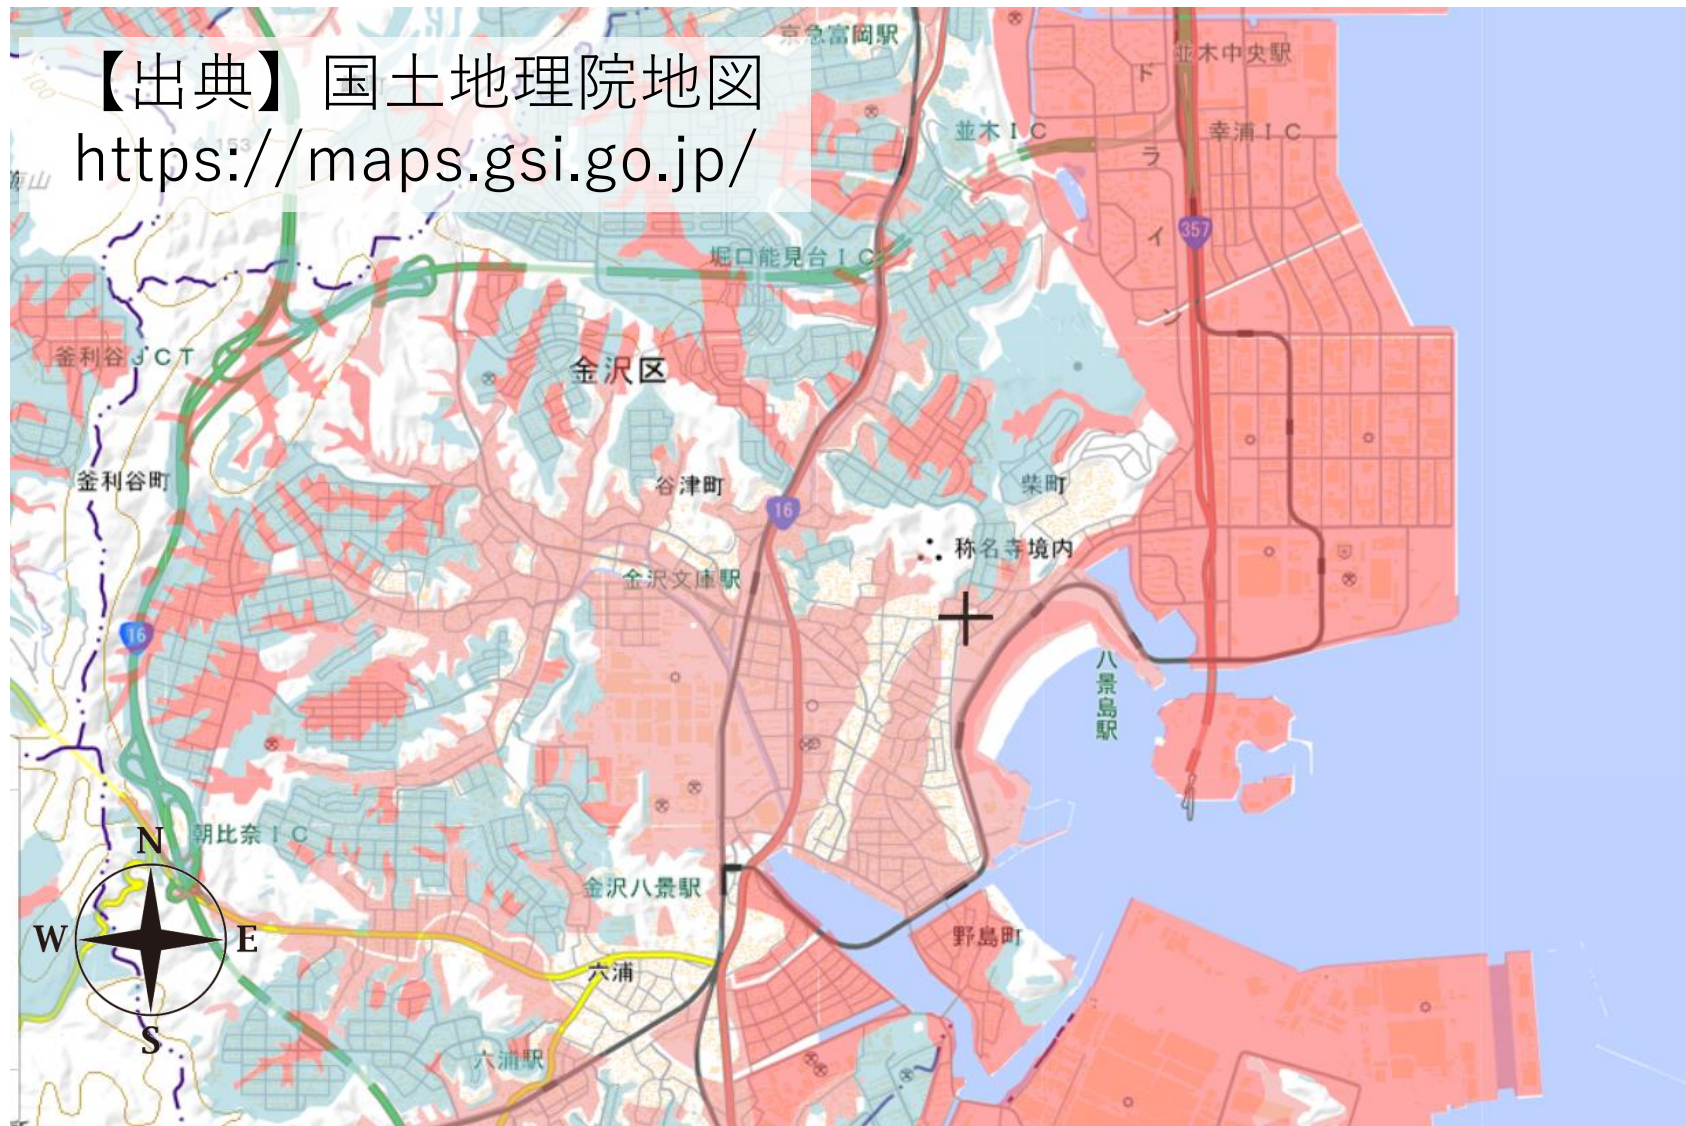 【出典】国土地理院地図
https://maps.gsi.go.jp/
京急富岡駅
並木中央駅
100
153
並木IC
幸浦IC
ドライン
357
堀口能見台IC
釜利谷JCT
金沢区
釜利谷町
谷津町
柴町
16
称名寺境内
金沢文庫駅
16
八景島駅
朝比奈IC
N
W
E
S
金沢八景駅
野島町
六浦
六浦駅